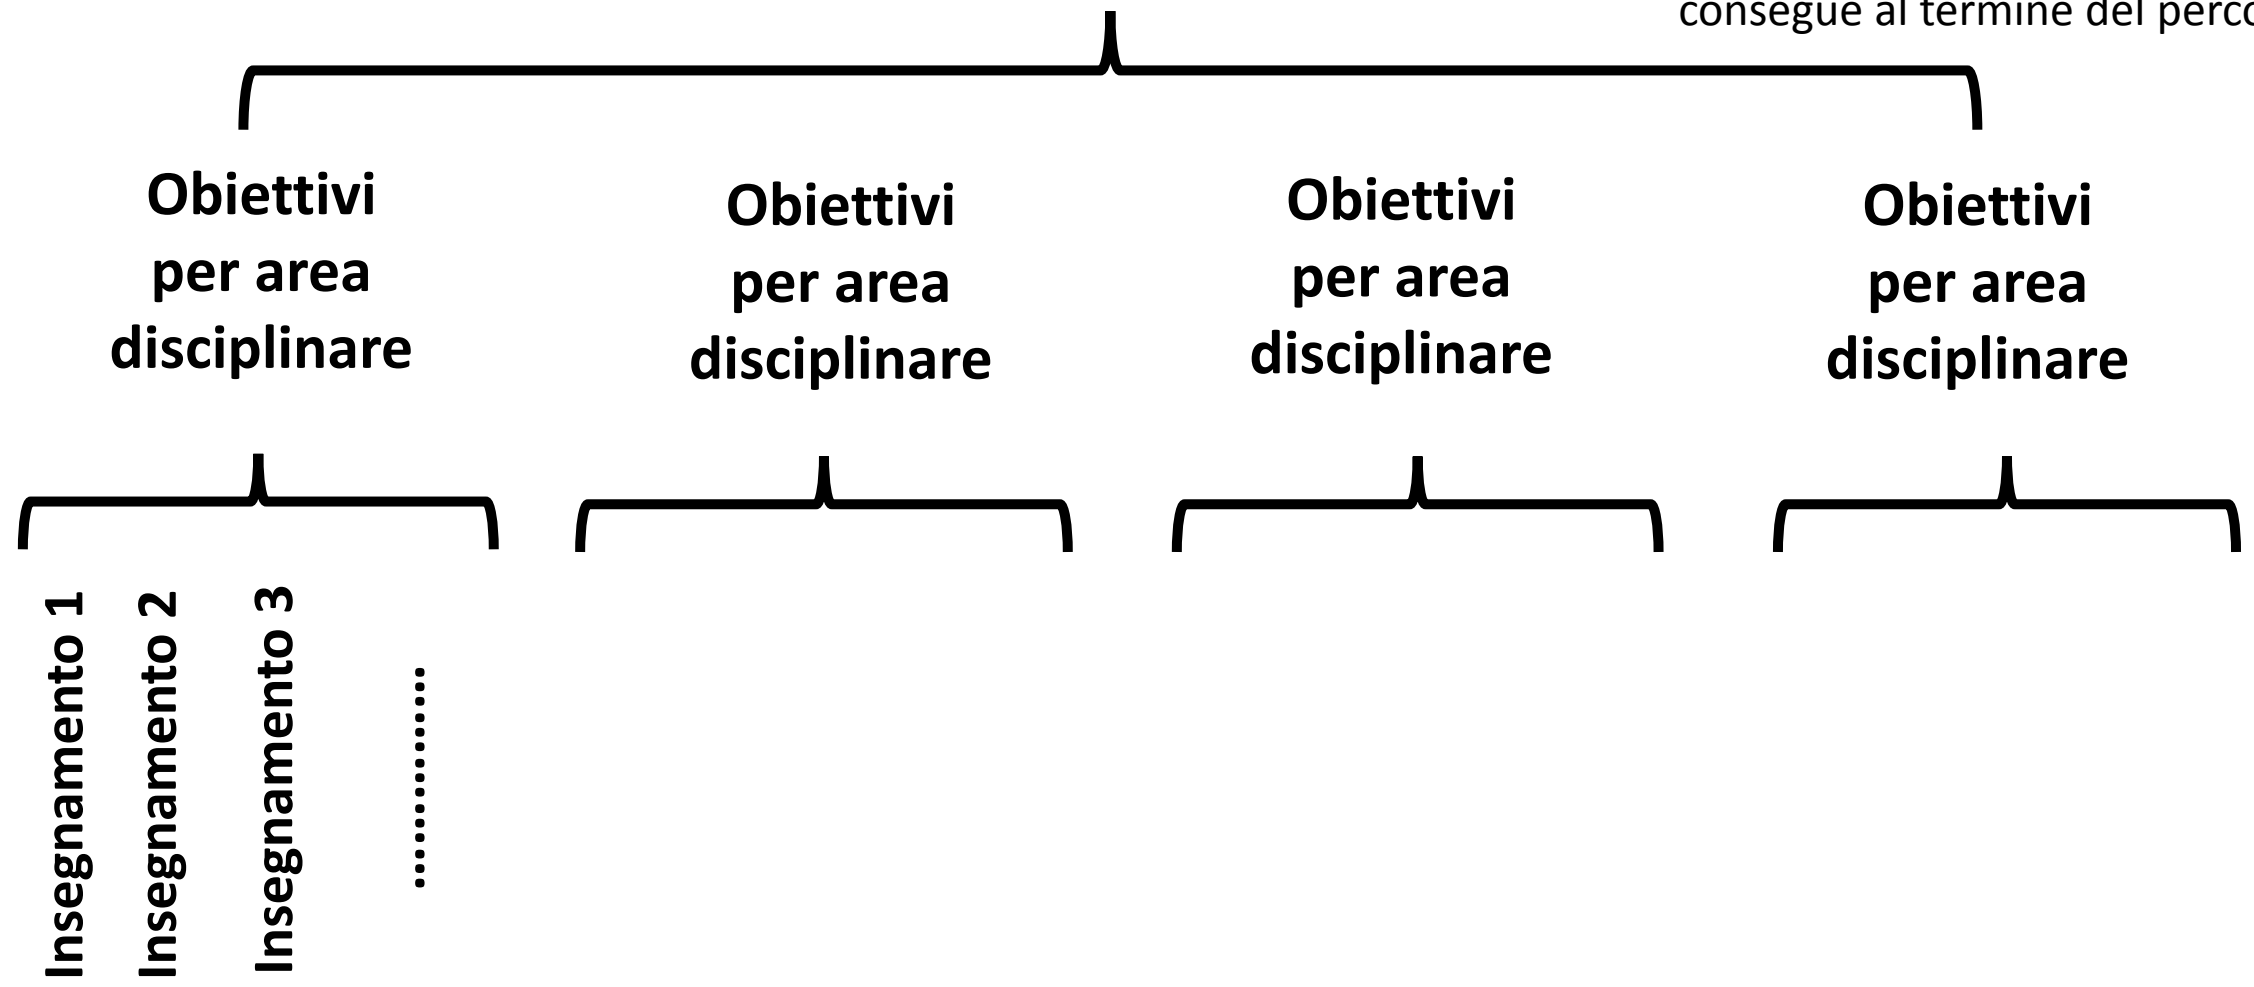 consegue al termine del
Obiettivi
per area
disciplinare
Obiettivi
per area
disciplinare
Obiettivi
per area
disciplinare
Obiettivi
per area
disciplinare
Insegnamento 1
Insegnamento 2
Insegnamento 3
...............